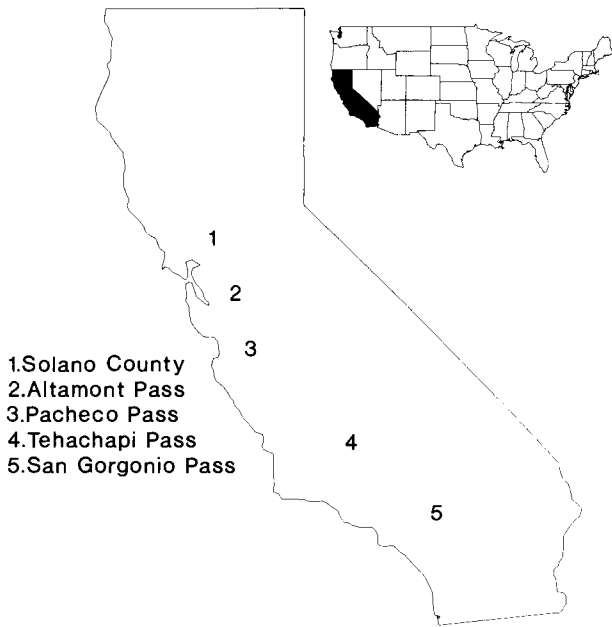 1
2
3
4
5
1.Solano County
2.Altamont Pass
3.Pacheco Pass
4.Tehachapi Pass
5.San Gorgonio Pass